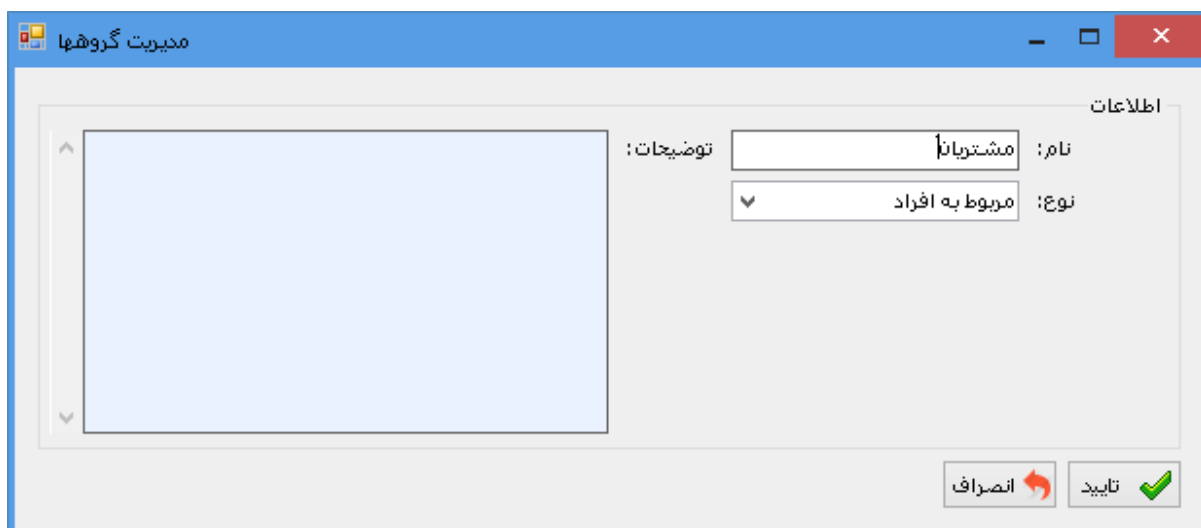 مدیریت گروهها
اطلاعات
نام: مشتریان
توضیحات:
نوع: مربوط به افراد
تایید
انصراف